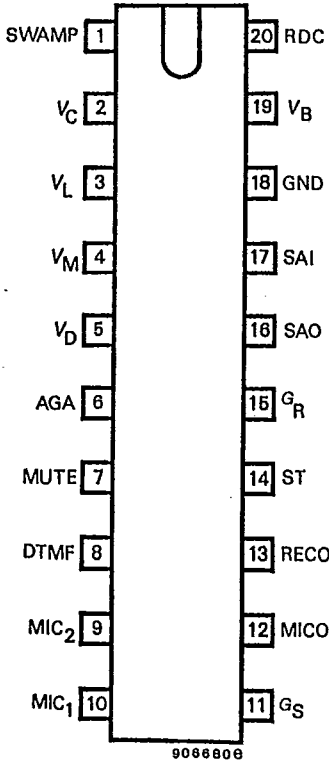 SWAMP 1 20 RDC
VC 2 19 VB
VL 3 18 GND
VM 4 17 SAI
VD 5 16 SAO
AGA 6 15 GR
MUTE 7 14 ST
DTMF 8 13 RECO
MIC2 9 12 MICO
MIC1 10 11 GS
9066806